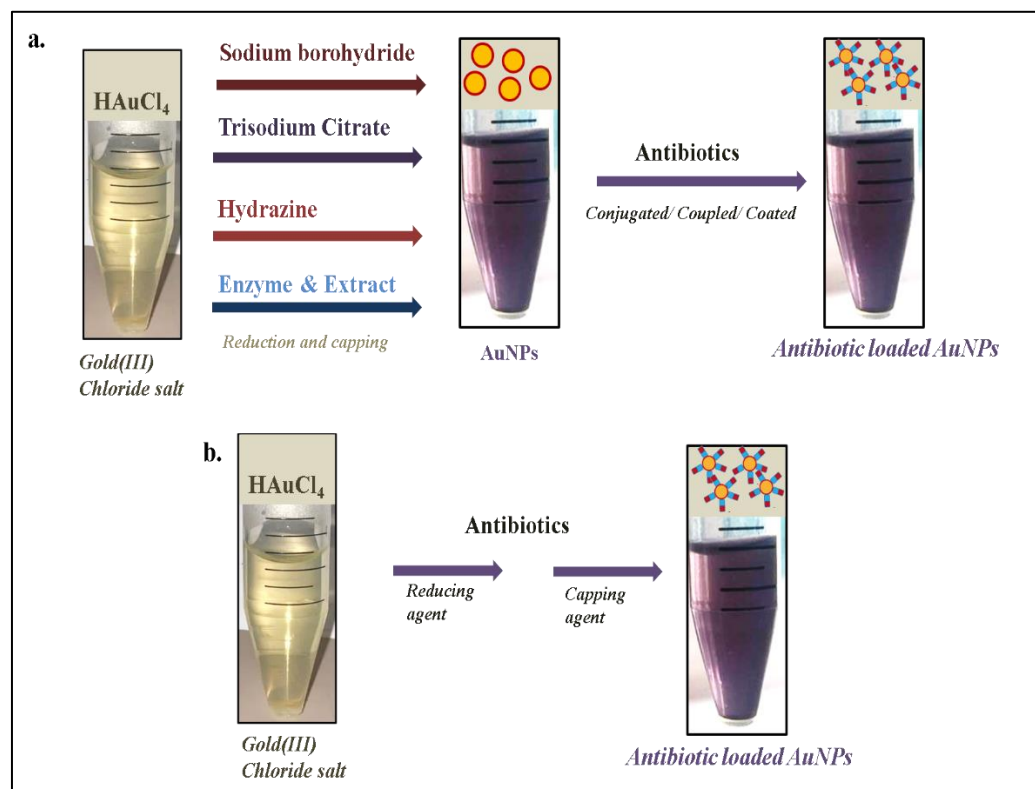 a.
HAuCl4
Sodium borohydride
Trisodium Citrate
Hydrazine
Enzyme & Extract
Reduction and capping
Gold(III)
Chloride salt
AuNPs
Antibiotics
Conjugated/ Coupled/ Coated
Antibiotic loaded AuNPs
b.
HAuCl4
Antibiotics
Reducing
agent
Capping
agent
Gold(III)
Chloride salt
Antibiotic loaded AuNPs